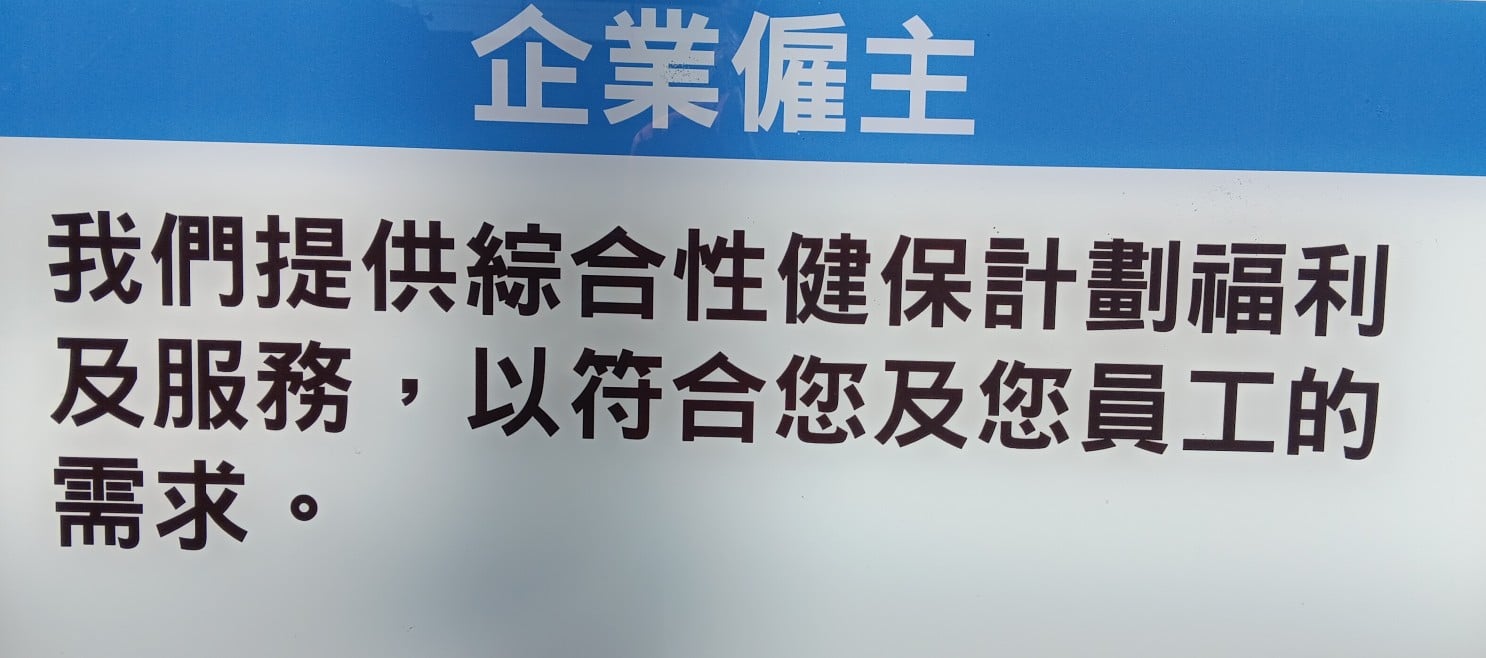 企業僱主
我們提供綜合性健保計劃福利
及服務，以符合您及您員工的
需求。